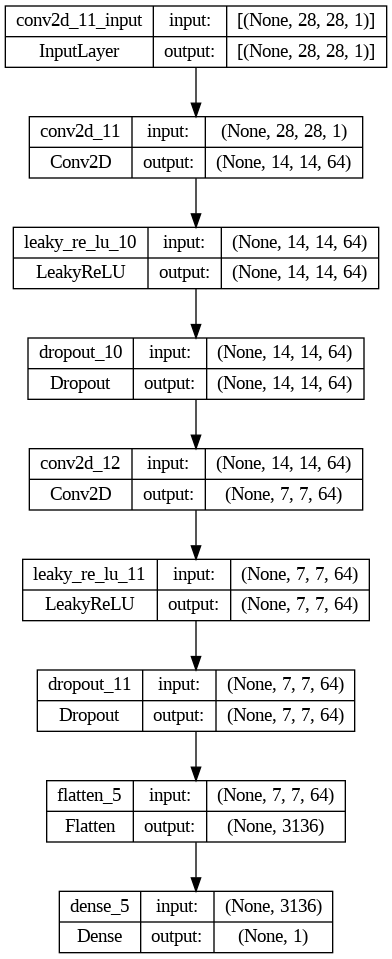 conv2d_11_input input: [(None, 28, 28, 1)]
InputLayer output: [(None, 28, 28, 1)]
conv2d_11 input: (None, 28, 28, 1)
Conv2D output: (None, 14, 14, 64)
leaky_re_lu_10 input: (None, 14, 14, 64)
LeakyReLU output: (None, 14, 14, 64)
dropout_10 input: (None, 14, 14, 64)
Dropout output: (None, 14, 14, 64)
conv2d_12 input: (None, 14, 14, 64)
Conv2D output: (None, 7, 7, 64)
leaky_re_lu_11 input: (None, 7, 7, 64)
LeakyReLU output: (None, 7, 7, 64)
dropout_11 input: (None, 7, 7, 64)
Dropout output: (None, 7, 7, 64)
flatten_5 input: (None, 7, 7, 64)
Flatten output: (None, 3136)
dense_5 input: (None, 3136)
Dense output: (None, 1)